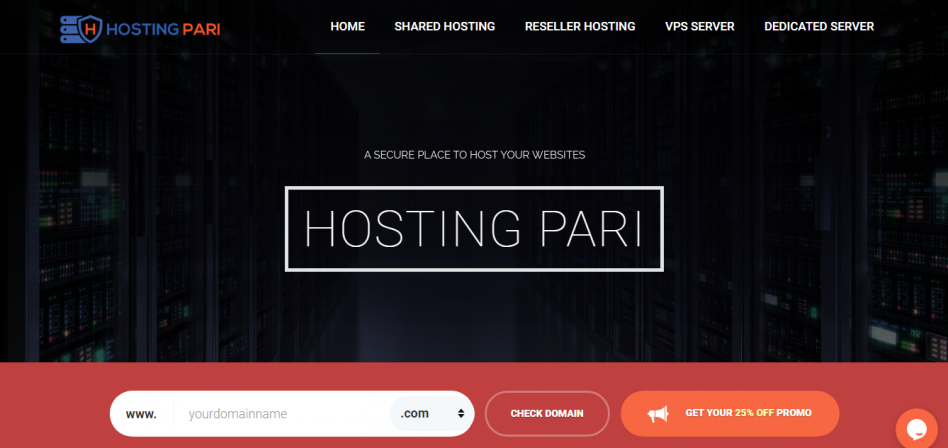 H HOSTING PARI
HOME SHARED HOSTING RESELLER HOSTING VPS SERVER DEDICATED SERVER
A SECURE PLACE TO HOST YOUR WEBSITES
HOSTING PARI
www. yourdomainname .com CHECK DOMAIN GET YOUR 25% OFF PROMO